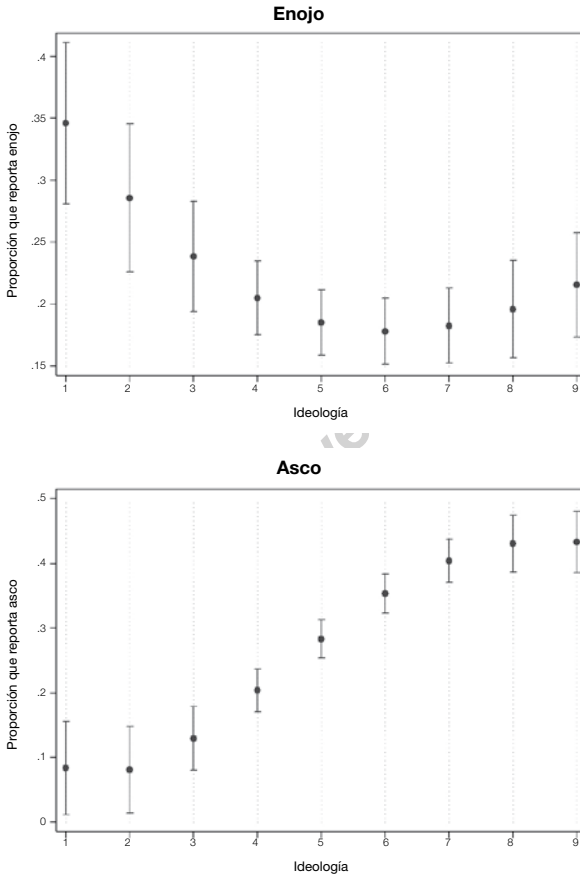 Enojo
Proporción que reporta enojo
.4
.35
.3
.25
.2
.15
1 2 3 4 5 6 7 8 9
Ideología
Asco
Proporción que reporta asco
.5
.4
.3
.2
.1
0
1 2 3 4 5 6 7 8 9
Ideología